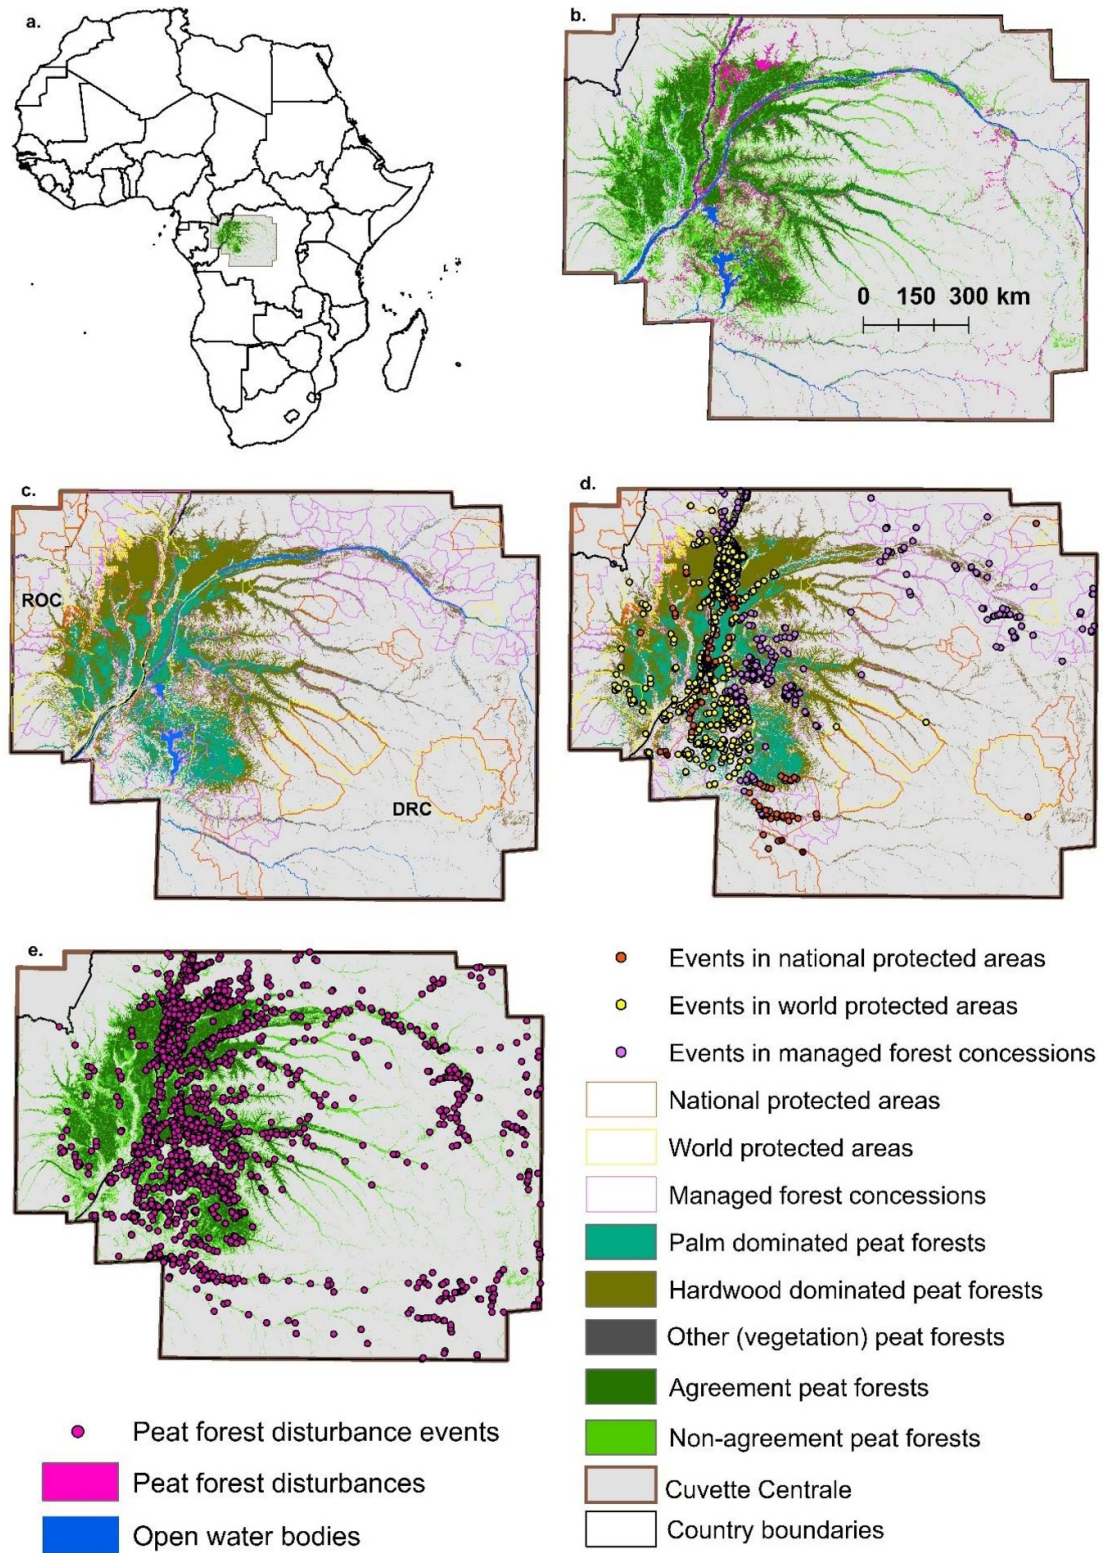 a.
b.
0 150 300 km
c.
ROC
DRC
d.
e.
Events in national protected areas
Events in world protected areas
Events in managed forest concessions
National protected areas
World protected areas
Managed forest concessions
Palm dominated peat forests
Hardwood dominated peat forests
Other (vegetation) peat forests
Agreement peat forests
Non-agreement peat forests
Cuvette Centrale
Country boundaries
Peat forest disturbance events
Peat forest disturbances
Open water bodies